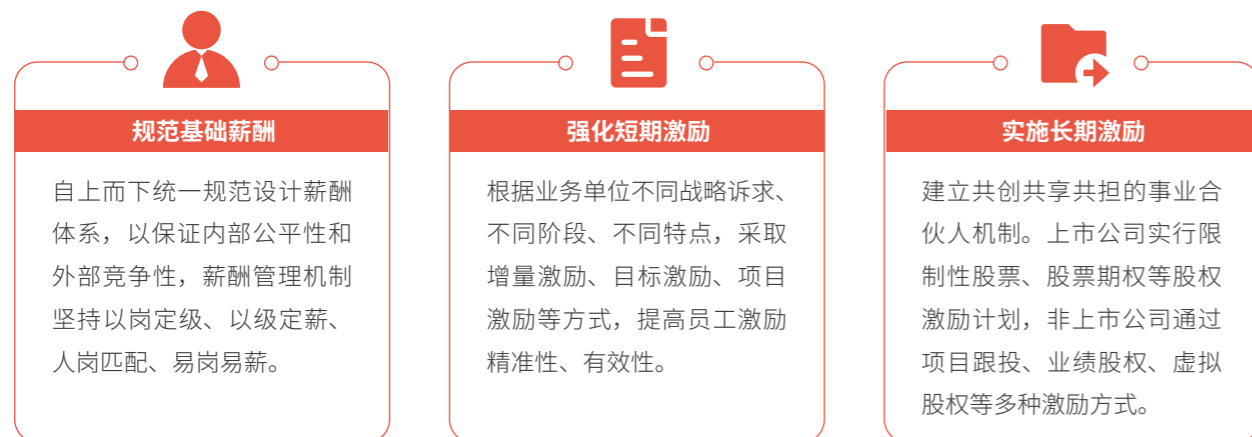 规范基础薪酬
自上而下统一规范设计薪酬
体系，以保证内部公平性和
外部竞争性，薪酬管理机制
坚持以岗定级、以级定薪、
人岗匹配、易岗易薪。
强化短期激励
根据业务单位不同战略诉求、
不同阶段、不同特点，采取
增量激励、目标激励、项目
激励等方式，提高员工激励
精准性、有效性。
实施长期激励
建立共创共享共担的事业合
伙人机制。上市公司实行限
制性股票、股票期权等股权
激励计划，非上市公司通过
项目跟投、业绩股权、虚拟
股权等多种激励方式。